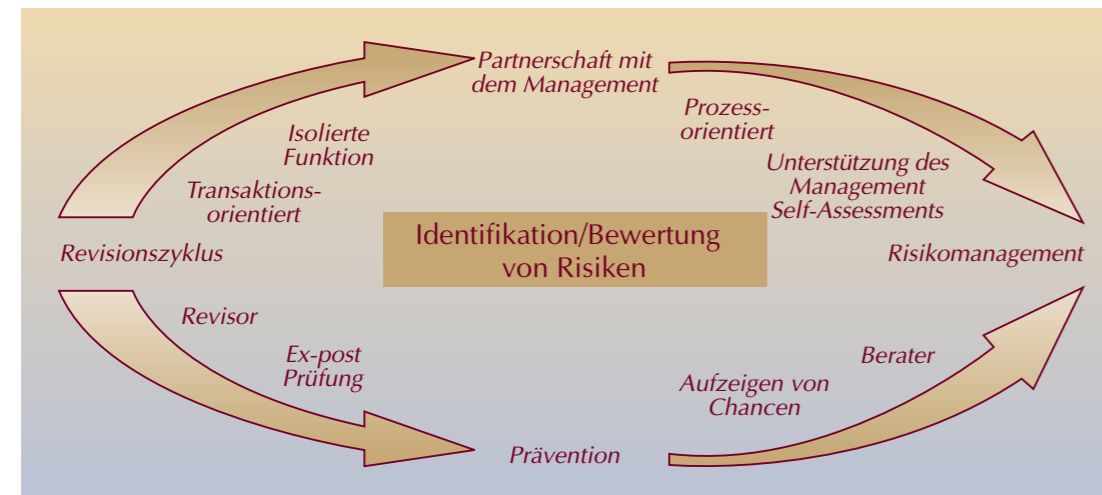 Partnerschaft mit
dem Management
Prozess-
orientiert
Isolierte
Funktion
Unterstützung des
Management
Self-Assessments
Transaktions-
orientiert
Identifikation/Bewertung
von Risiken
Revisionszyklus
Risikomanagement
Revisor
Ex-post
Prüfung
Berater
Aufzeigen von
Chancen
Prävention